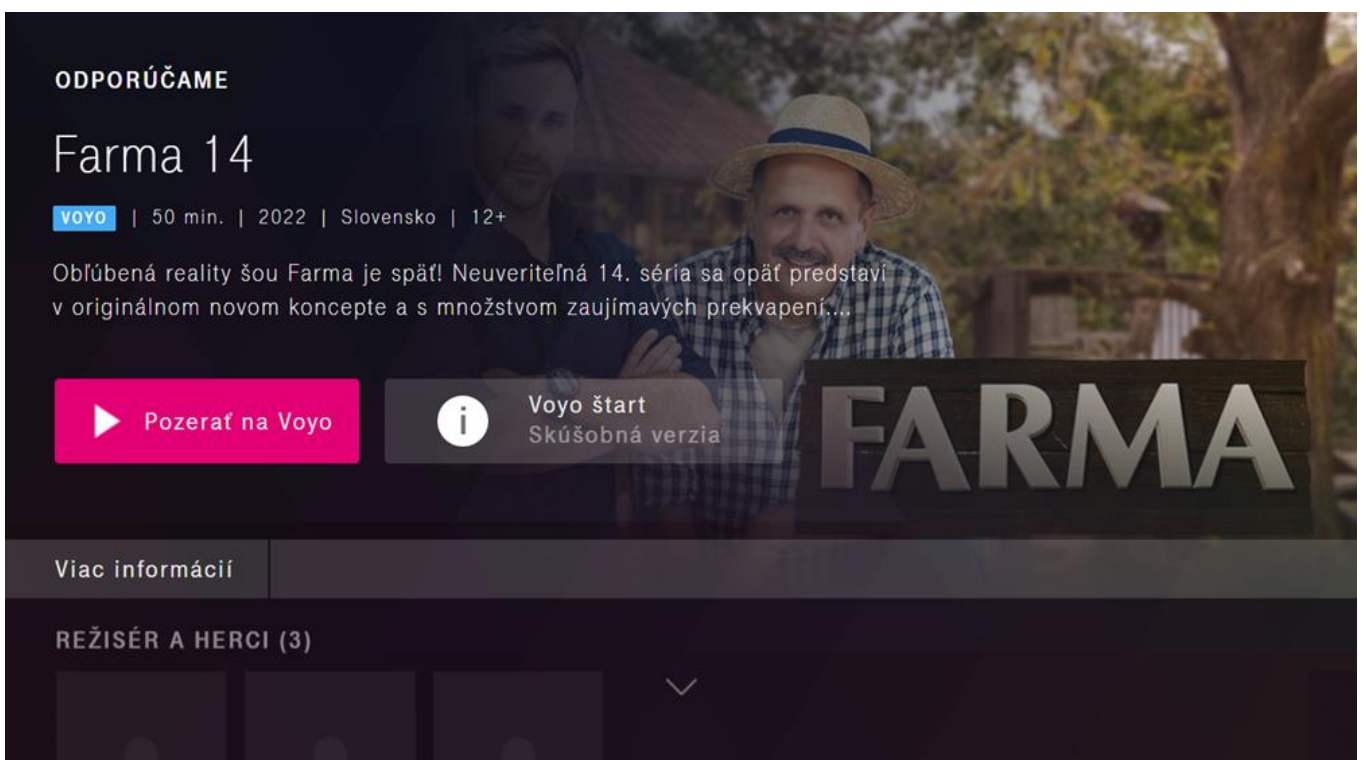 ODPORÚČAME
Farma 14
VOYO | 50 min. | 2022 | Slovensko | 12+
Obľúbená reality šou Farma je späť! Neuveriteľná 14. séria sa opäť predstaví
v originálnom novom koncepte a s množstvom zaujímavých prekvapení....
Pozerať na Voyo
i
Voyo štart
Skúšobná verzia
FARMA
Viac informácií
REŽISÉR A HERCI (3)